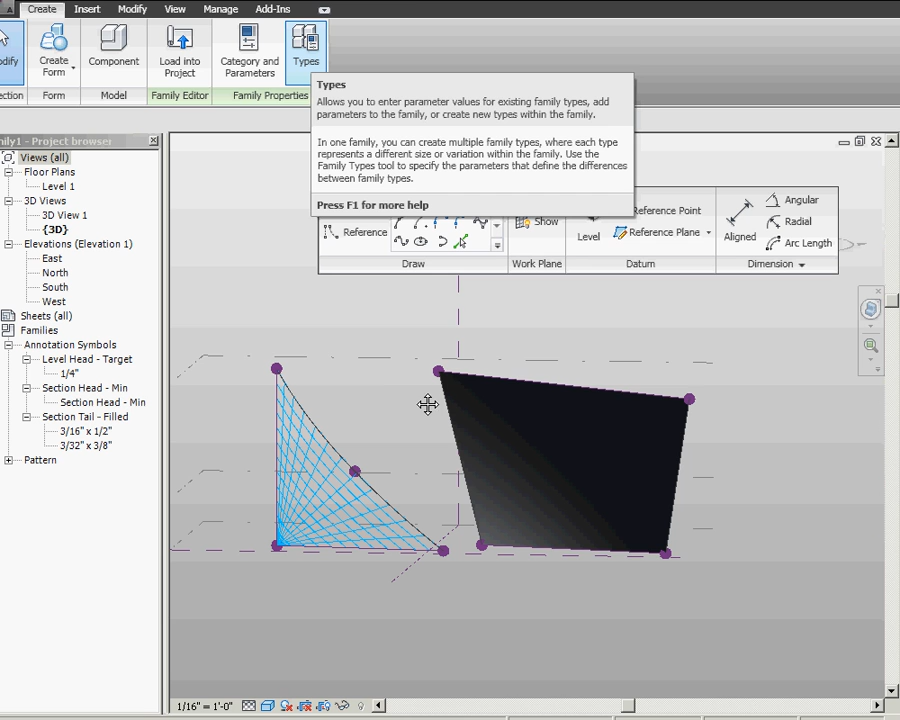 Create Insert Modify View Manage Add-Ins
Create
Form
Component
Load into
Project
Category and
Parameters
Types
Form Model Family Editor Family Properties
Types
Allows you to enter parameter values for existing family types, add
parameters to the family, or create new types within the family.
In one family, you can create multiple family types, where each type
represents a different size or variation within the family. Use the
Family Types tool to specify the parameters that define the differences
between family types.
Press F1 for more help
- Project browser
Views (all)
Floor Plans
Level 1
3D Views
3D View 1
{3D}
Elevations (Elevation 1)
East
North
South
West
Sheets (all)
Families
Annotation Symbols
Level Head - Target
1/4"
Section Head - Min
Section Head - Min
Section Tail - Filled
3/16" x 1/2"
3/32" x 3/8"
Pattern
Reference
Draw
Show
Work Plane
Level
Reference Point
Reference Plane
Datum
Aligned
Angular
Radial
Arc Length
Dimension
1/16" = 1'-0"